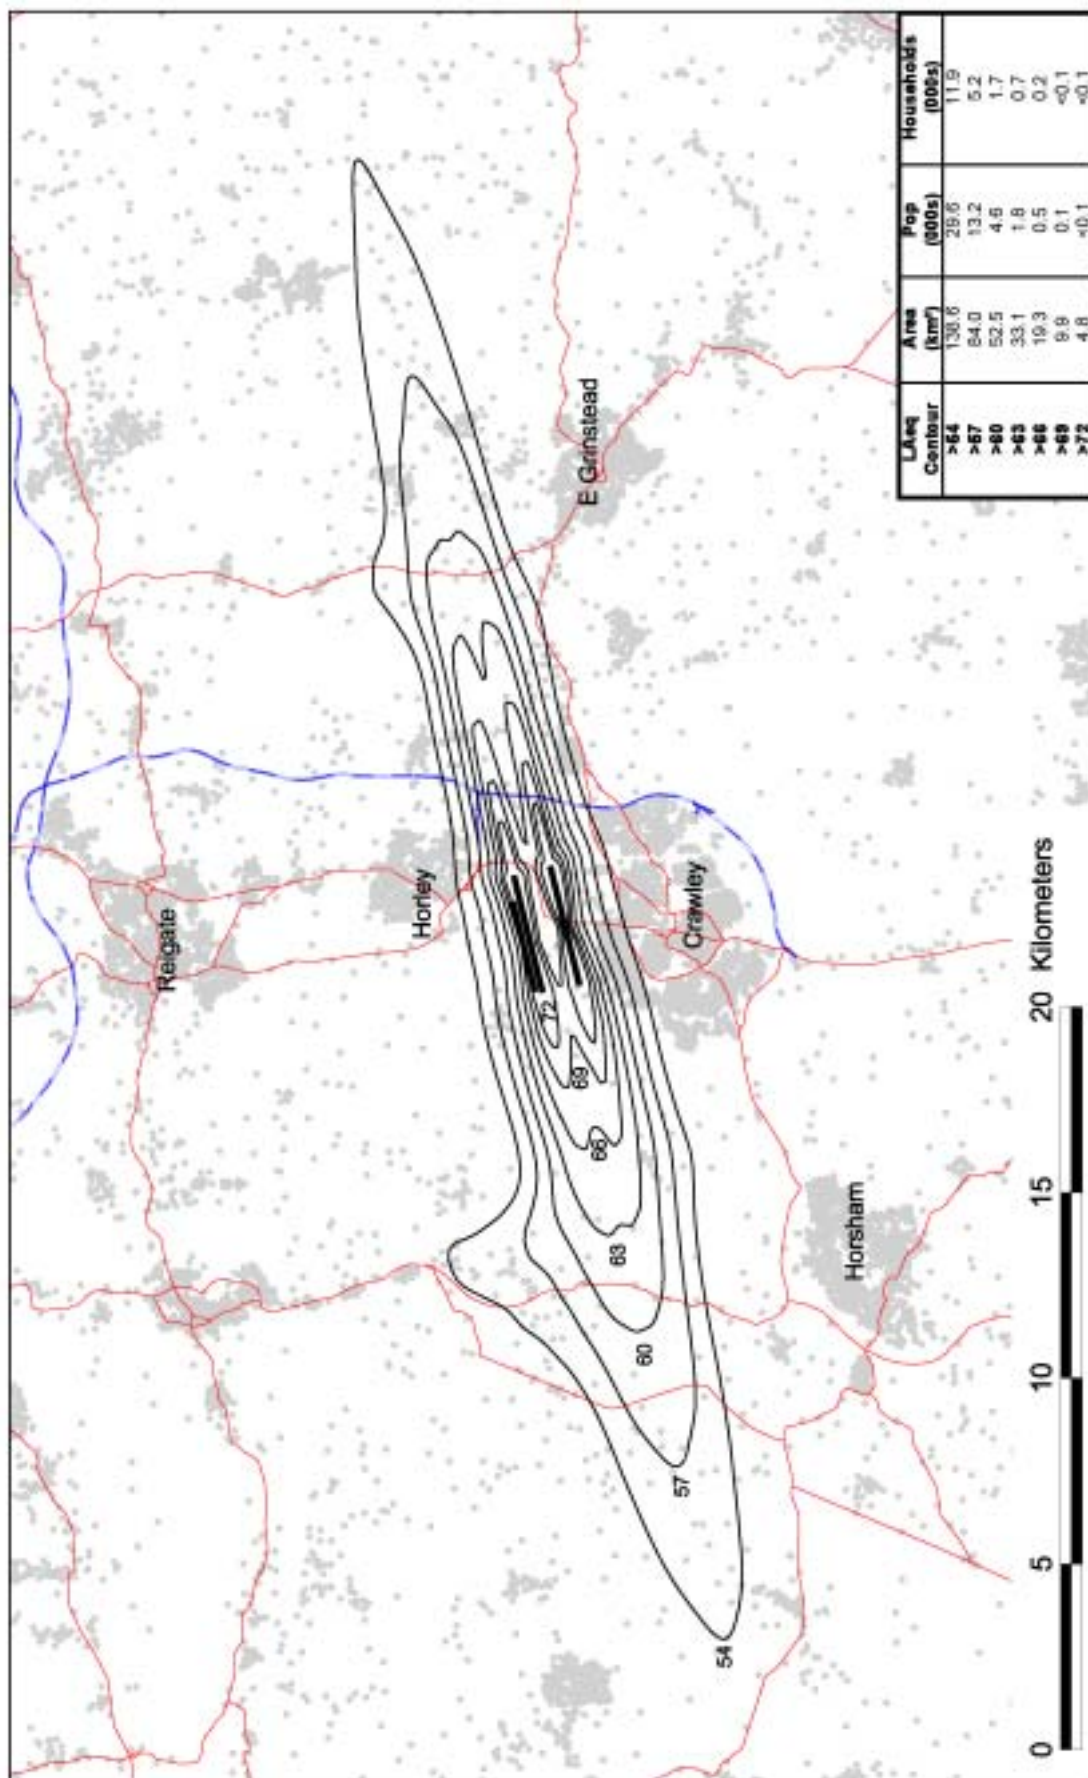 Reigate
Horley
Crawley
E Grinstead
Horsham
72
69
66
63
60
57
54
LAeq Contour Area (km²) Pop (000s) Households (000s)
>54 138.6 29.6 11.9
>57 84.0 13.2 5.2
>60 52.5 4.6 1.7
>63 33.1 1.8 0.7
>66 19.3 0.5 0.2
>69 9.9 0.1 <0.1
>72 4.8 <0.1 <0.1
0 5 10 15 20 Kilometers